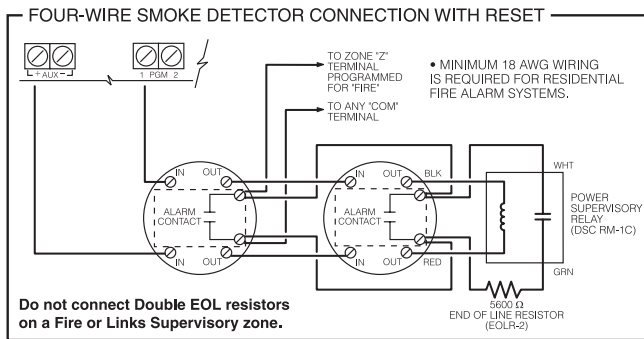 FOUR-WIRE SMOKE DETECTOR CONNECTION WITH RESET
+ AUX -
1 PGM 2
TO ZONE "Z"
TERMINAL
PROGRAMMED
FOR "FIRE"
TO ANY "COM"
TERMINAL
• MINIMUM 18 AWG WIRING
IS REQUIRED FOR RESIDENTIAL
FIRE ALARM SYSTEMS.
IN
OUT
IN
OUT
BLK
WHT
ALARM
CONTACT
ALARM
CONTACT
POWER
SUPERVISORY
RELAY
(DSC RM-1C)
IN
OUT
IN
OUT
RED
GRN
5600 Ω
END OF LINE RESISTOR
(EOLR-2)
Do not connect Double EOL resistors
on a Fire or Links Supervisory zone.